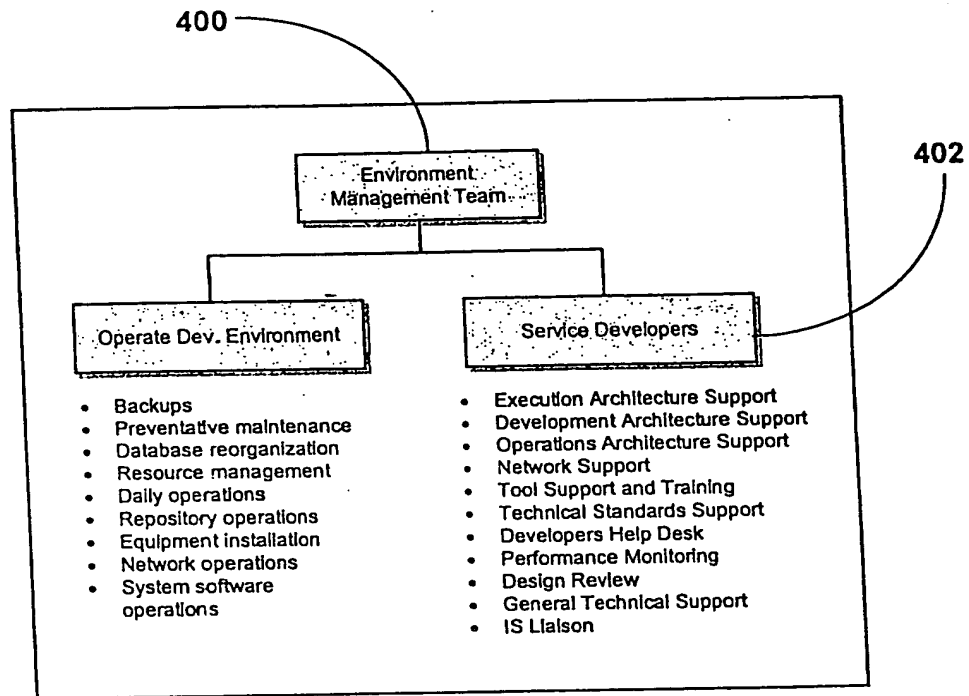 400
402
Environment
Management Team
Operate Dev. Environment
Service Developers
• Backups
• Preventative maintenance
• Database reorganization
• Resource management
• Daily operations
• Repository operations
• Equipment installation
• Network operations
• System software
operations
• Execution Architecture Support
• Development Architecture Support
• Operations Architecture Support
• Network Support
• Tool Support and Training
• Technical Standards Support
• Developers Help Desk
• Performance Monitoring
• Design Review
• General Technical Support
• IS Liaison